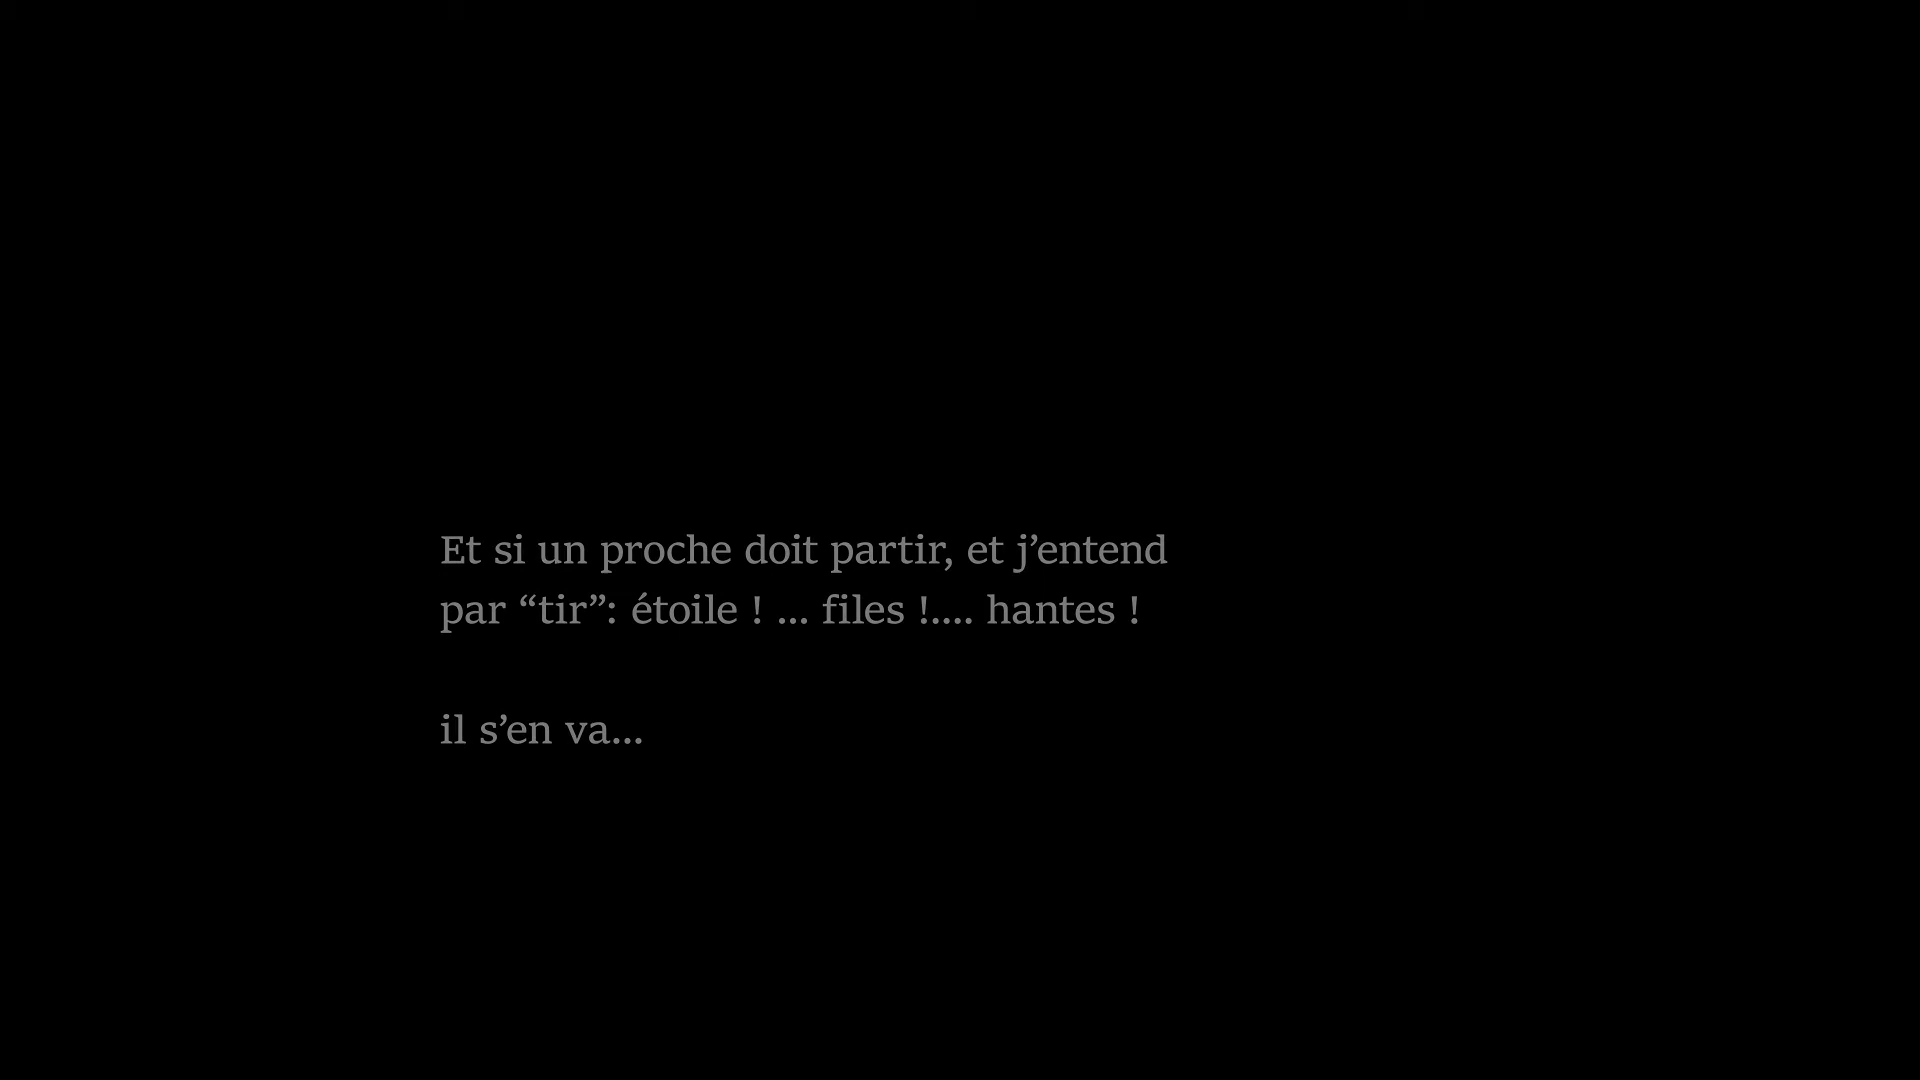 Et si un proche doit partir, et j’entend
par “tir”: étoile ! ... files !.... hantes !
il s’en va...